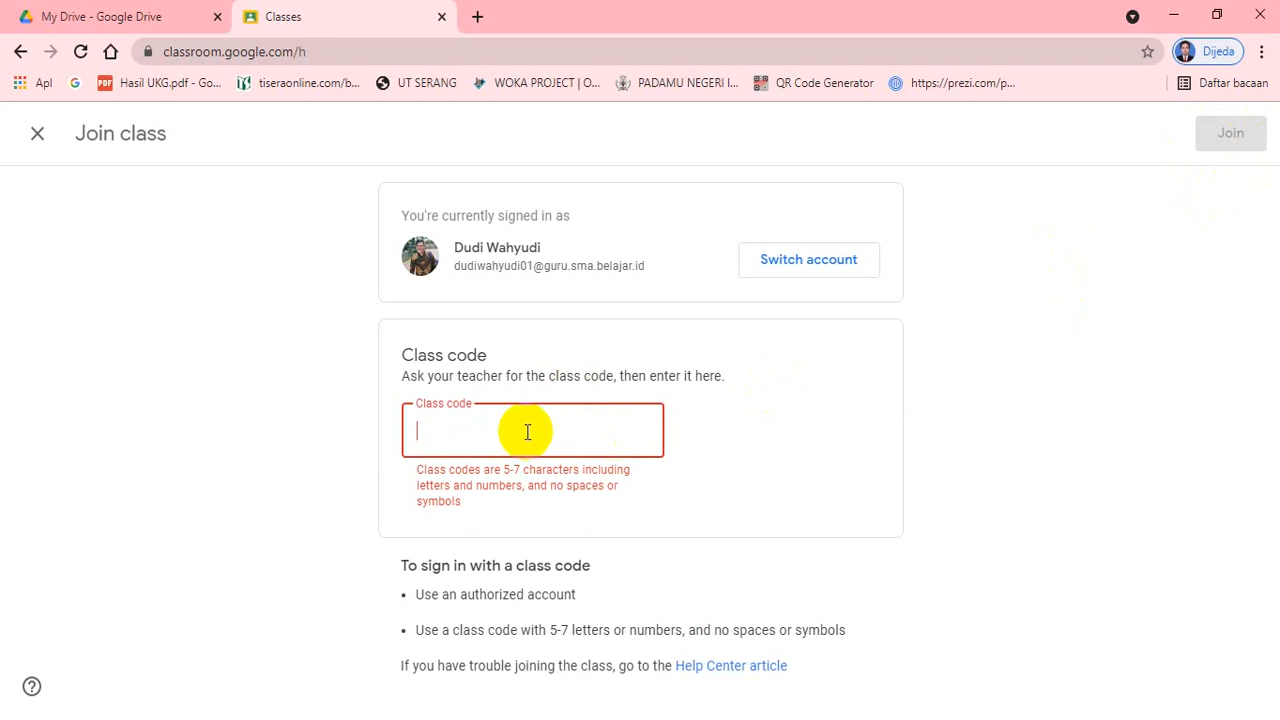 My Drive - Google Drive
Classes
classroom.google.com/h
Dijeda
Apl
Hasil UKG.pdf - Go...
tiseraonline.com/b...
UT SERANG
WOKA PROJECT | O...
PADAMU NEGERI I...
QR Code Generator
https://prezi.com/p...
Daftar bacaan
Join class
Join
You're currently signed in as
Dudi Wahyudi
dudiwahyudi01@guru.sma.belajar.id
Switch account
Class code
Ask your teacher for the class code, then enter it here.
Class code
Class codes are 5-7 characters including
letters and numbers, and no spaces or
symbols
To sign in with a class code
• Use an authorized account
• Use a class code with 5-7 letters or numbers, and no spaces or symbols
If you have trouble joining the class, go to the Help Center article